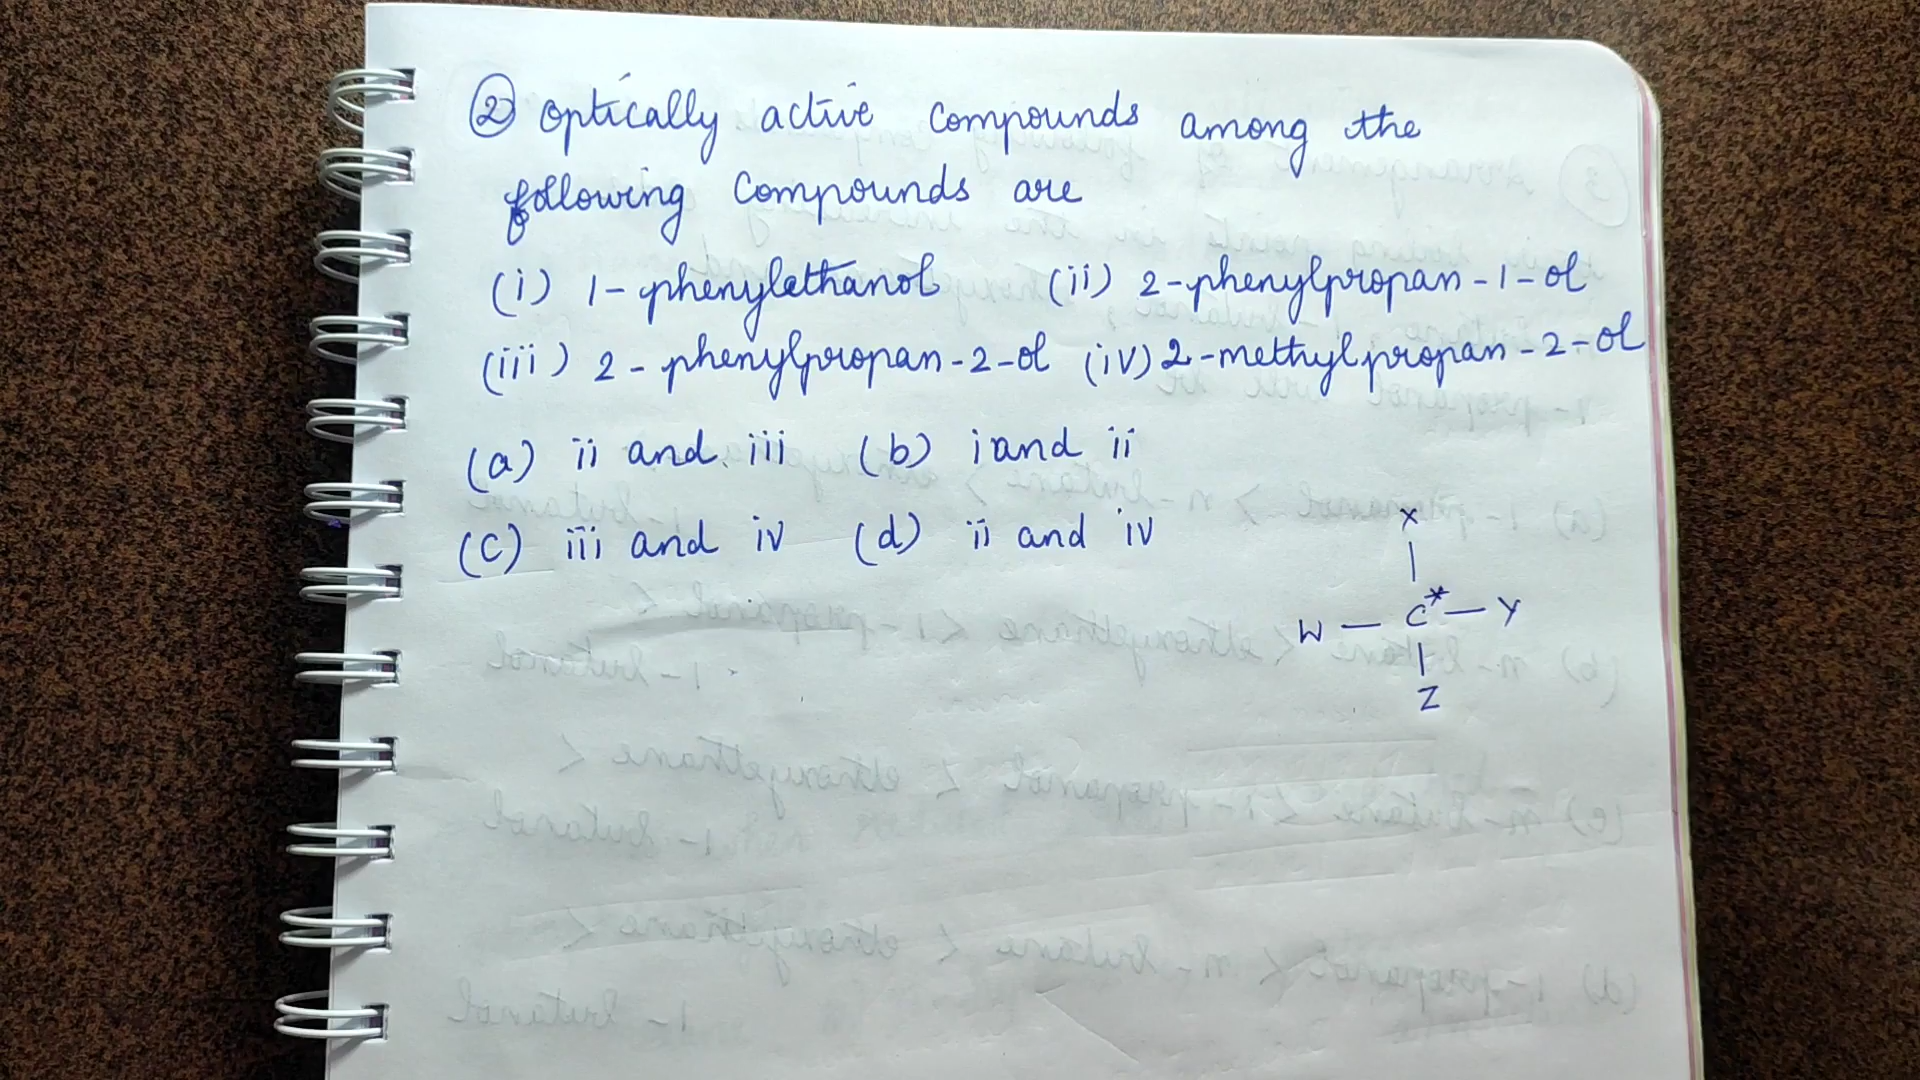 ② Optically active Compounds among the
following Compounds are
(i) 1-phenylethanol (ii) 2-phenylpropan-1-ol
(iii) 2-phenylpropan-2-ol (iv) 2-methylpropan-2-ol
(a) ii and iii (b) i and ii
(c) iii and iv (d) ii and iv
X
|
W — C* — Y
|
Z